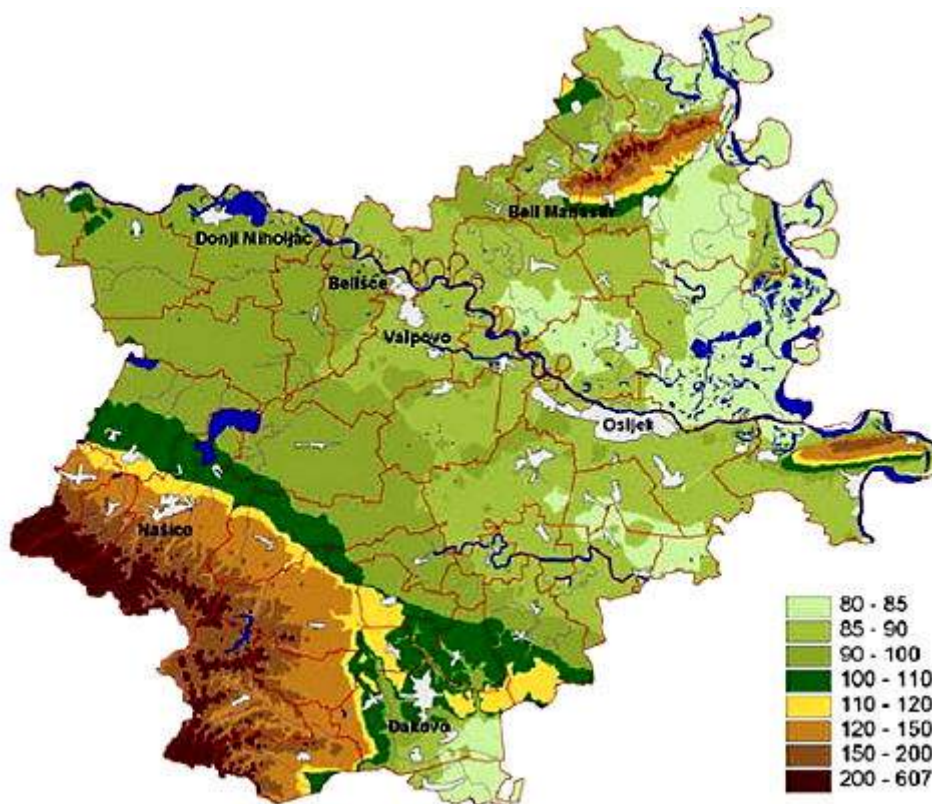 Beli Manastir
Donji Miholjac
Belišće
Valpovo
Osijek
Našice
Đakovo
80 - 85
85 - 90
90 - 100
100 - 110
110 - 120
120 - 150
150 - 200
200 - 607